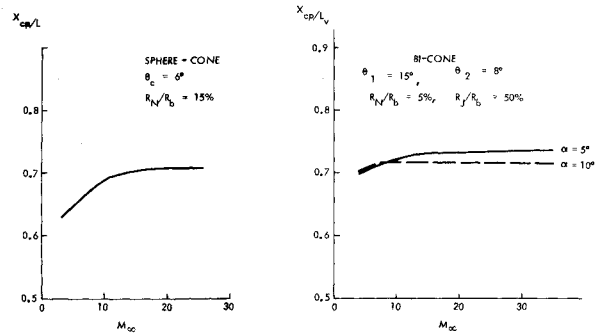 X_cp/L
SPHERE - CONE
θ_c = 6°
R_N/R_b = 15%
0.8
0.7
0.6
0.5
0
10
20
30
M_∞
X_cp/L_v
BI-CONE
θ_1 = 15°, θ_2 = 8°
R_N/R_b = 5%, R_J/R_b = 50%
0.9
0.8
0.7
0.6
0.5
α = 5°
α = 10°
0
10
20
30
40
M_∞